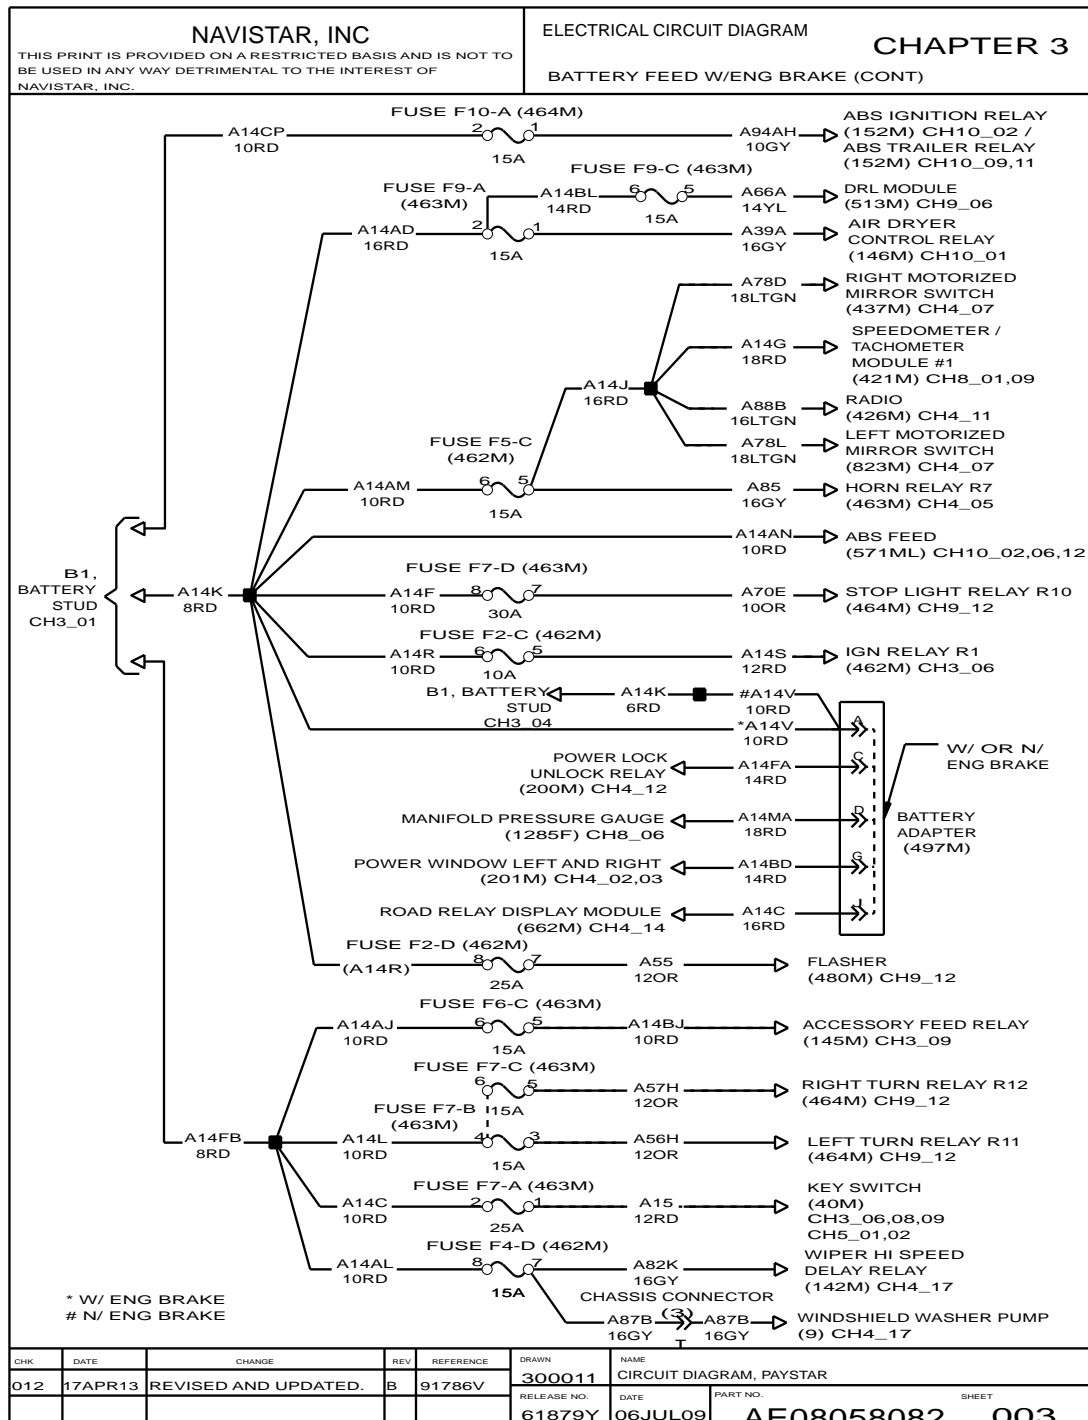 NAVISTAR, INC
THIS PRINT IS PROVIDED ON A RESTRICTED BASIS AND IS NOT TO
BE USED IN ANY WAY DETRIMENTAL TO THE INTEREST OF
NAVISTAR, INC.
ELECTRICAL CIRCUIT DIAGRAM
CHAPTER 3
BATTERY FEED W/ENG BRAKE (CONT)
FUSE F10-A (464M)
A14CP
10RD
2 1
15A
A94AH
10GY
ABS IGNITION RELAY
(152M) CH10_02 /
ABS TRAILER RELAY
(152M) CH10_09,11
FUSE F9-C (463M)
FUSE F9-A
(463M)
A14BL
14RD
6 5
15A
A66A
14YL
DRL MODULE
(513M) CH9_06
A14AD
16RD
2 1
15A
A39A
16GY
AIR DRYER
CONTROL RELAY
(146M) CH10_01
A78D
18LTGN
RIGHT MOTORIZED
MIRROR SWITCH
(437M) CH4_07
A14G
18RD
SPEEDOMETER /
TACHOMETER
MODULE #1
(421M) CH8_01,09
A14J
16RD
A88B
16LTGN
RADIO
(426M) CH4_11
A78L
18LTGN
LEFT MOTORIZED
MIRROR SWITCH
(823M) CH4_07
FUSE F5-C
(462M)
A14AM
10RD
6 5
15A
A85
16GY
HORN RELAY R7
(463M) CH4_05
A14AN
10RD
ABS FEED
(571ML) CH10_02,06,12
B1,
BATTERY
STUD
CH3_01
A14K
8RD
FUSE F7-D (463M)
A14F
10RD
8 7
30A
A70E
10OR
STOP LIGHT RELAY R10
(464M) CH9_12
FUSE F2-C (462M)
A14R
10RD
6 5
10A
A14S
12RD
IGN RELAY R1
(462M) CH3_06
B1, BATTERY
STUD
CH3_04
A14K
6RD
#A14V
10RD
*A14V
10RD
A
W/ OR N/
ENG BRAKE
POWER LOCK
UNLOCK RELAY
(200M) CH4_12
A14FA
14RD
C
MANIFOLD PRESSURE GAUGE
(1285F) CH8_06
A14MA
18RD
D
BATTERY
ADAPTER
(497M)
POWER WINDOW LEFT AND RIGHT
(201M) CH4_02,03
A14BD
14RD
G
ROAD RELAY DISPLAY MODULE
(662M) CH4_14
A14C
16RD
J
FUSE F2-D (462M)
(A14R)
8 7
25A
A55
12OR
FLASHER
(480M) CH9_12
FUSE F6-C (463M)
A14AJ
10RD
6 5
15A
A14BJ
10RD
ACCESSORY FEED RELAY
(145M) CH3_09
FUSE F7-C (463M)
6 5
15A
A57H
12OR
RIGHT TURN RELAY R12
(464M) CH9_12
FUSE F7-B
(463M)
A14FB
8RD
A14L
10RD
4 3
15A
A56H
12OR
LEFT TURN RELAY R11
(464M) CH9_12
FUSE F7-A (463M)
A14C
10RD
2 1
25A
A15
12RD
KEY SWITCH
(40M)
CH3_06,08,09
CH5_01,02
FUSE F4-D (462M)
A14AL
10RD
8 7
15A
A82K
16GY
WIPER HI SPEED
DELAY RELAY
(142M) CH4_17
CHASSIS CONNECTOR
(3)
A87B
16GY
A87B
16GY
WINDSHIELD WASHER PUMP
(9) CH4_17
* W/ ENG BRAKE
# N/ ENG BRAKE
CHK DATE CHANGE REV REFERENCE
012 17APR13 REVISED AND UPDATED. B 91786V
DRAWN
300011
NAME
CIRCUIT DIAGRAM, PAYSTAR
RELEASE NO.
61879Y
DATE
06JUL09
PART NO.
AE08058082
SHEET
003